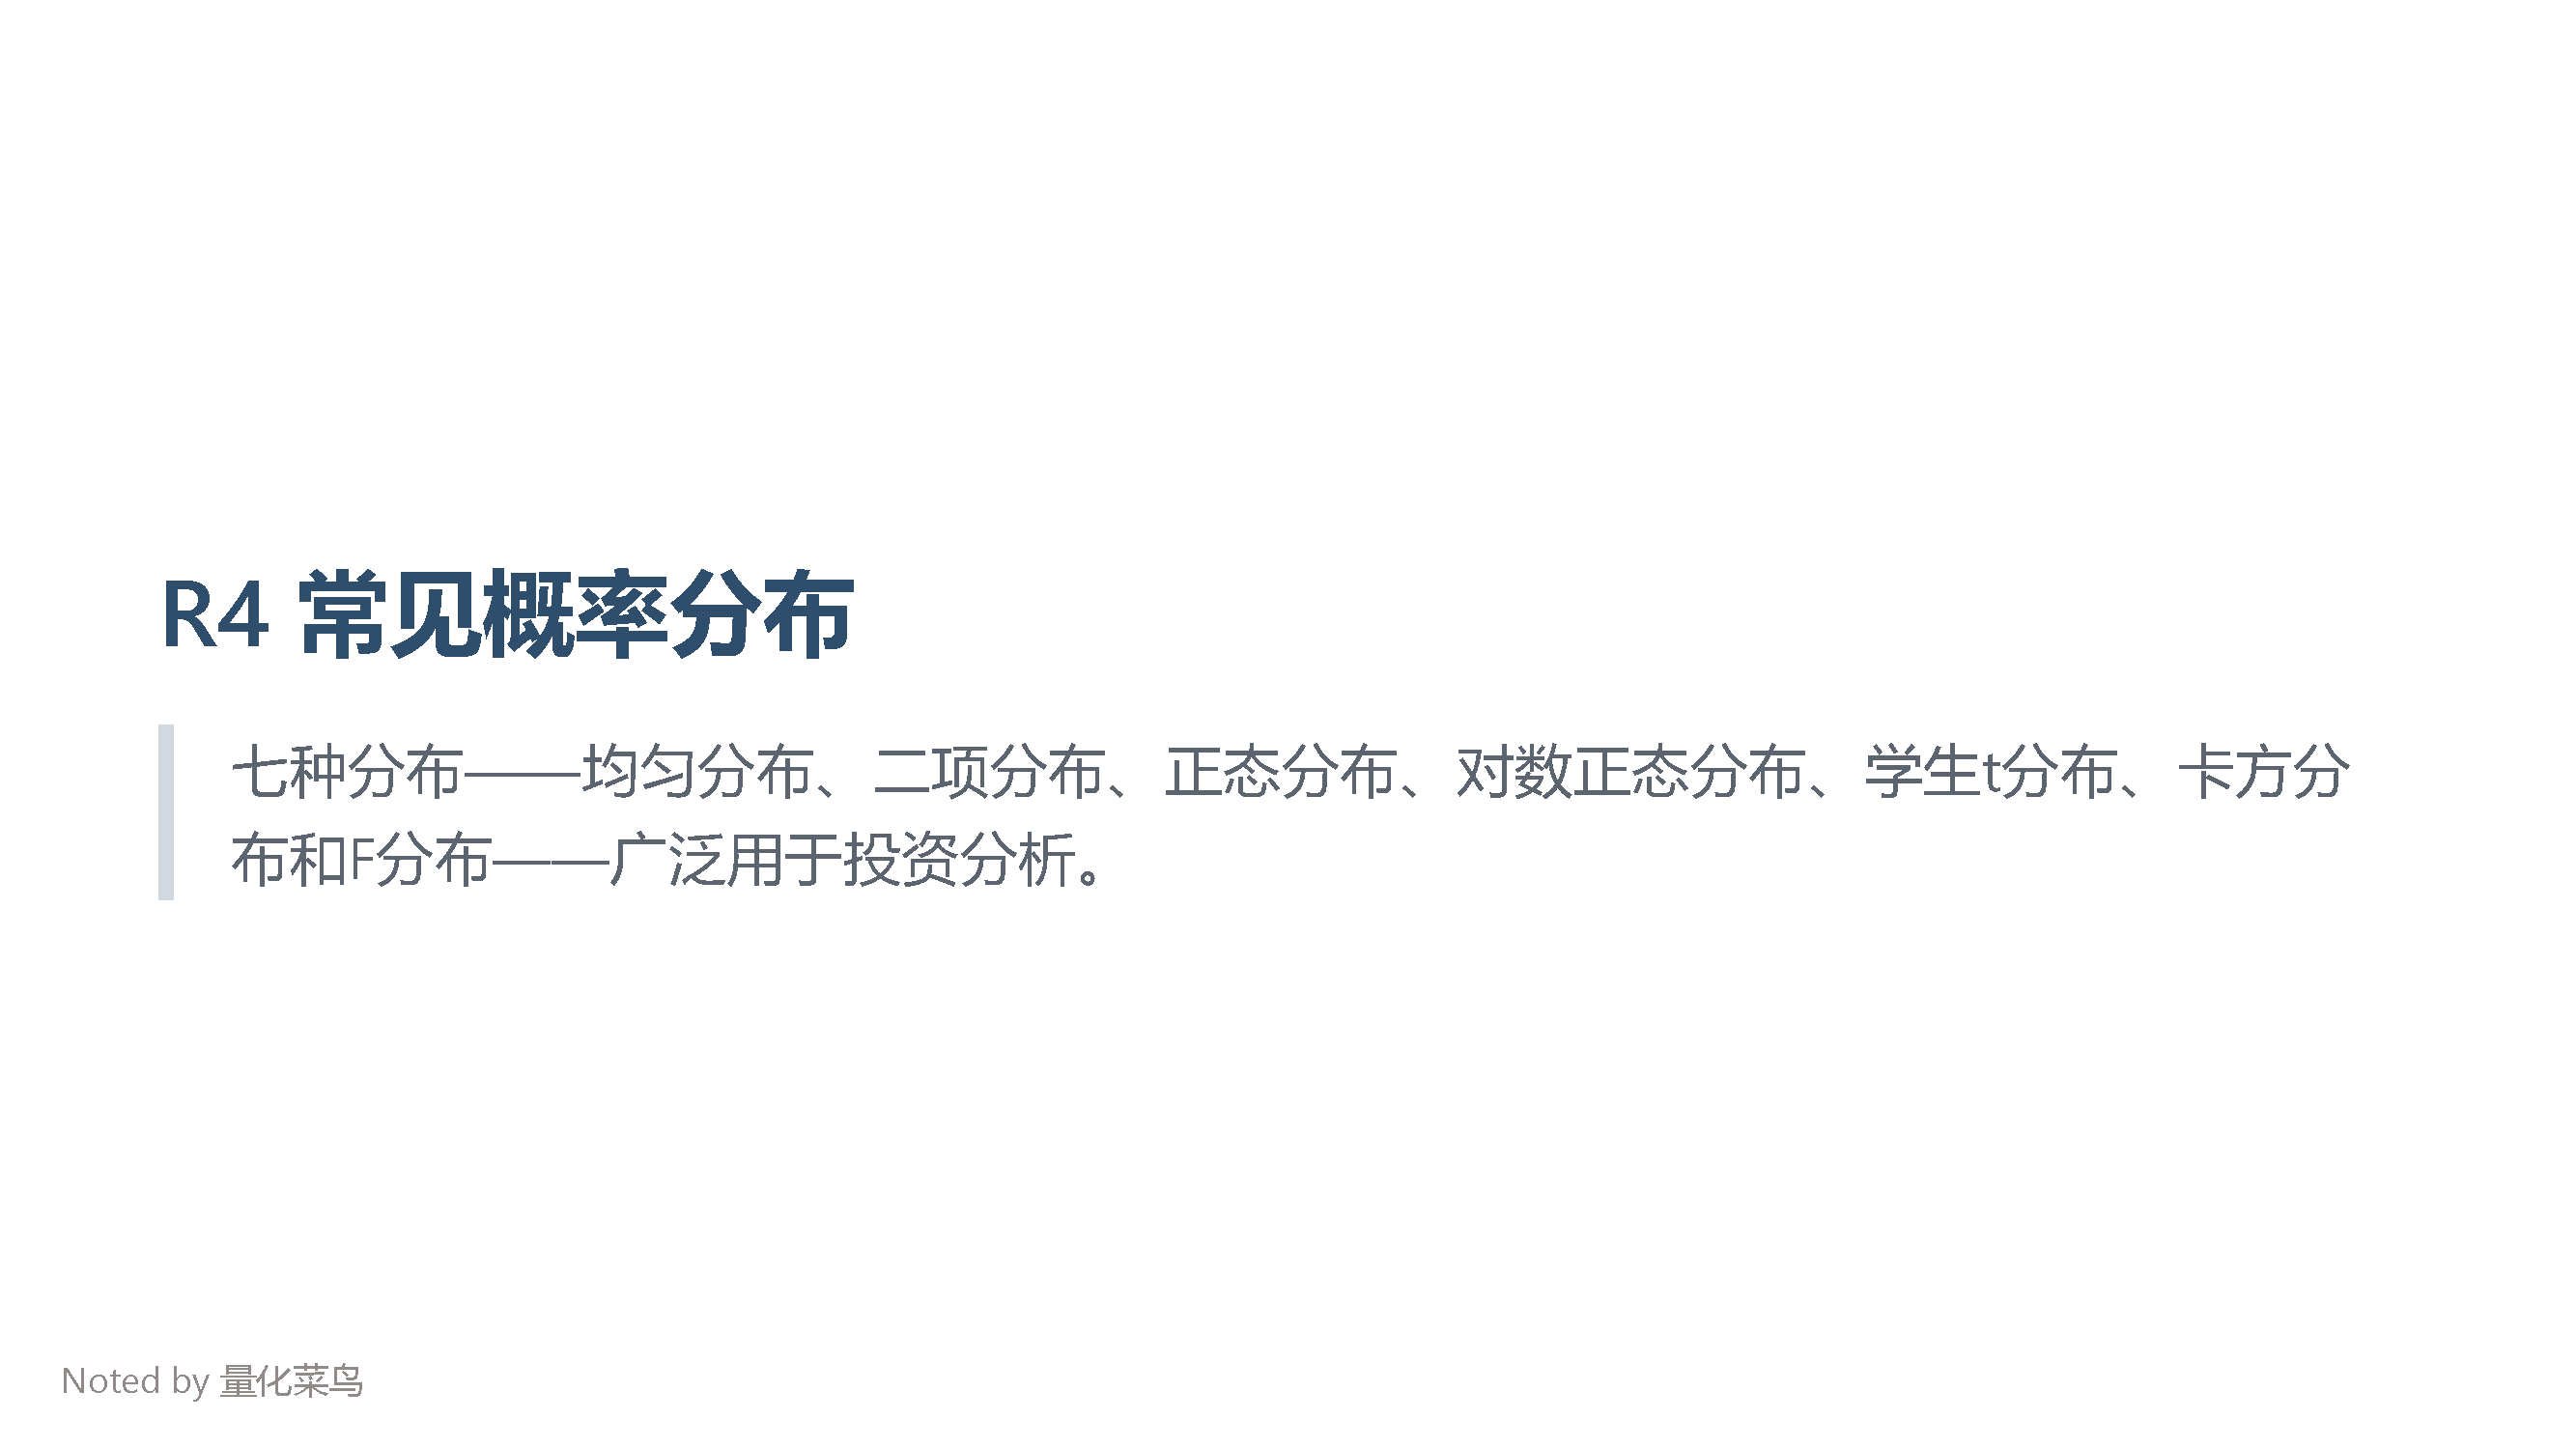 R4 常见概率分布
七种分布——均匀分布、二项分布、正态分布、对数正态分布、学生t分布、卡方分
布和F分布——广泛用于投资分析。
Noted by 量化菜鸟